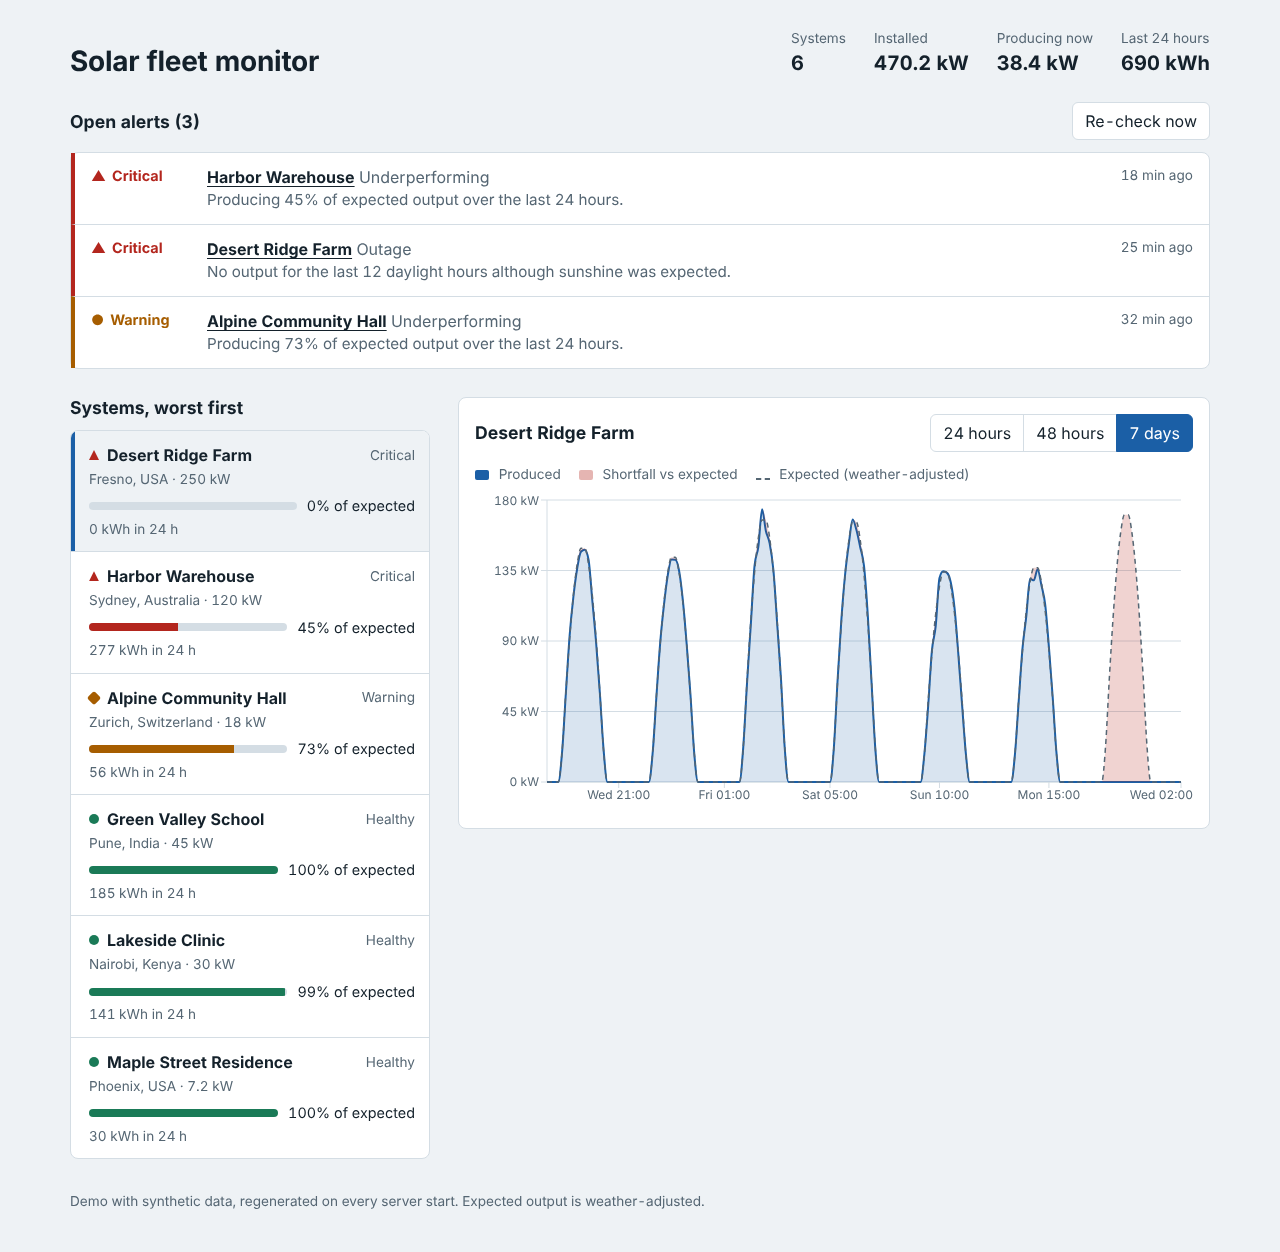 Solar fleet monitor
Systems
6
Installed
470.2 kW
Producing now
38.4 kW
Last 24 hours
690 kWh
Open alerts (3)
Re-check now
Critical
Harbor Warehouse Underperforming
Producing 45% of expected output over the last 24 hours.
18 min ago
Critical
Desert Ridge Farm Outage
No output for the last 12 daylight hours although sunshine was expected.
25 min ago
Warning
Alpine Community Hall Underperforming
Producing 73% of expected output over the last 24 hours.
32 min ago
Systems, worst first
Desert Ridge Farm
Critical
Fresno, USA · 250 kW
0% of expected
0 kWh in 24 h
Harbor Warehouse
Critical
Sydney, Australia · 120 kW
45% of expected
277 kWh in 24 h
Alpine Community Hall
Warning
Zurich, Switzerland · 18 kW
73% of expected
56 kWh in 24 h
Green Valley School
Healthy
Pune, India · 45 kW
100% of expected
185 kWh in 24 h
Lakeside Clinic
Healthy
Nairobi, Kenya · 30 kW
99% of expected
141 kWh in 24 h
Maple Street Residence
Healthy
Phoenix, USA · 7.2 kW
100% of expected
30 kWh in 24 h
Desert Ridge Farm
24 hours
48 hours
7 days
Produced
Shortfall vs expected
Expected (weather-adjusted)
180 kW
135 kW
90 kW
45 kW
0 kW
Wed 21:00
Fri 01:00
Sat 05:00
Sun 10:00
Mon 15:00
Wed 02:00
Demo with synthetic data, regenerated on every server start. Expected output is weather-adjusted.